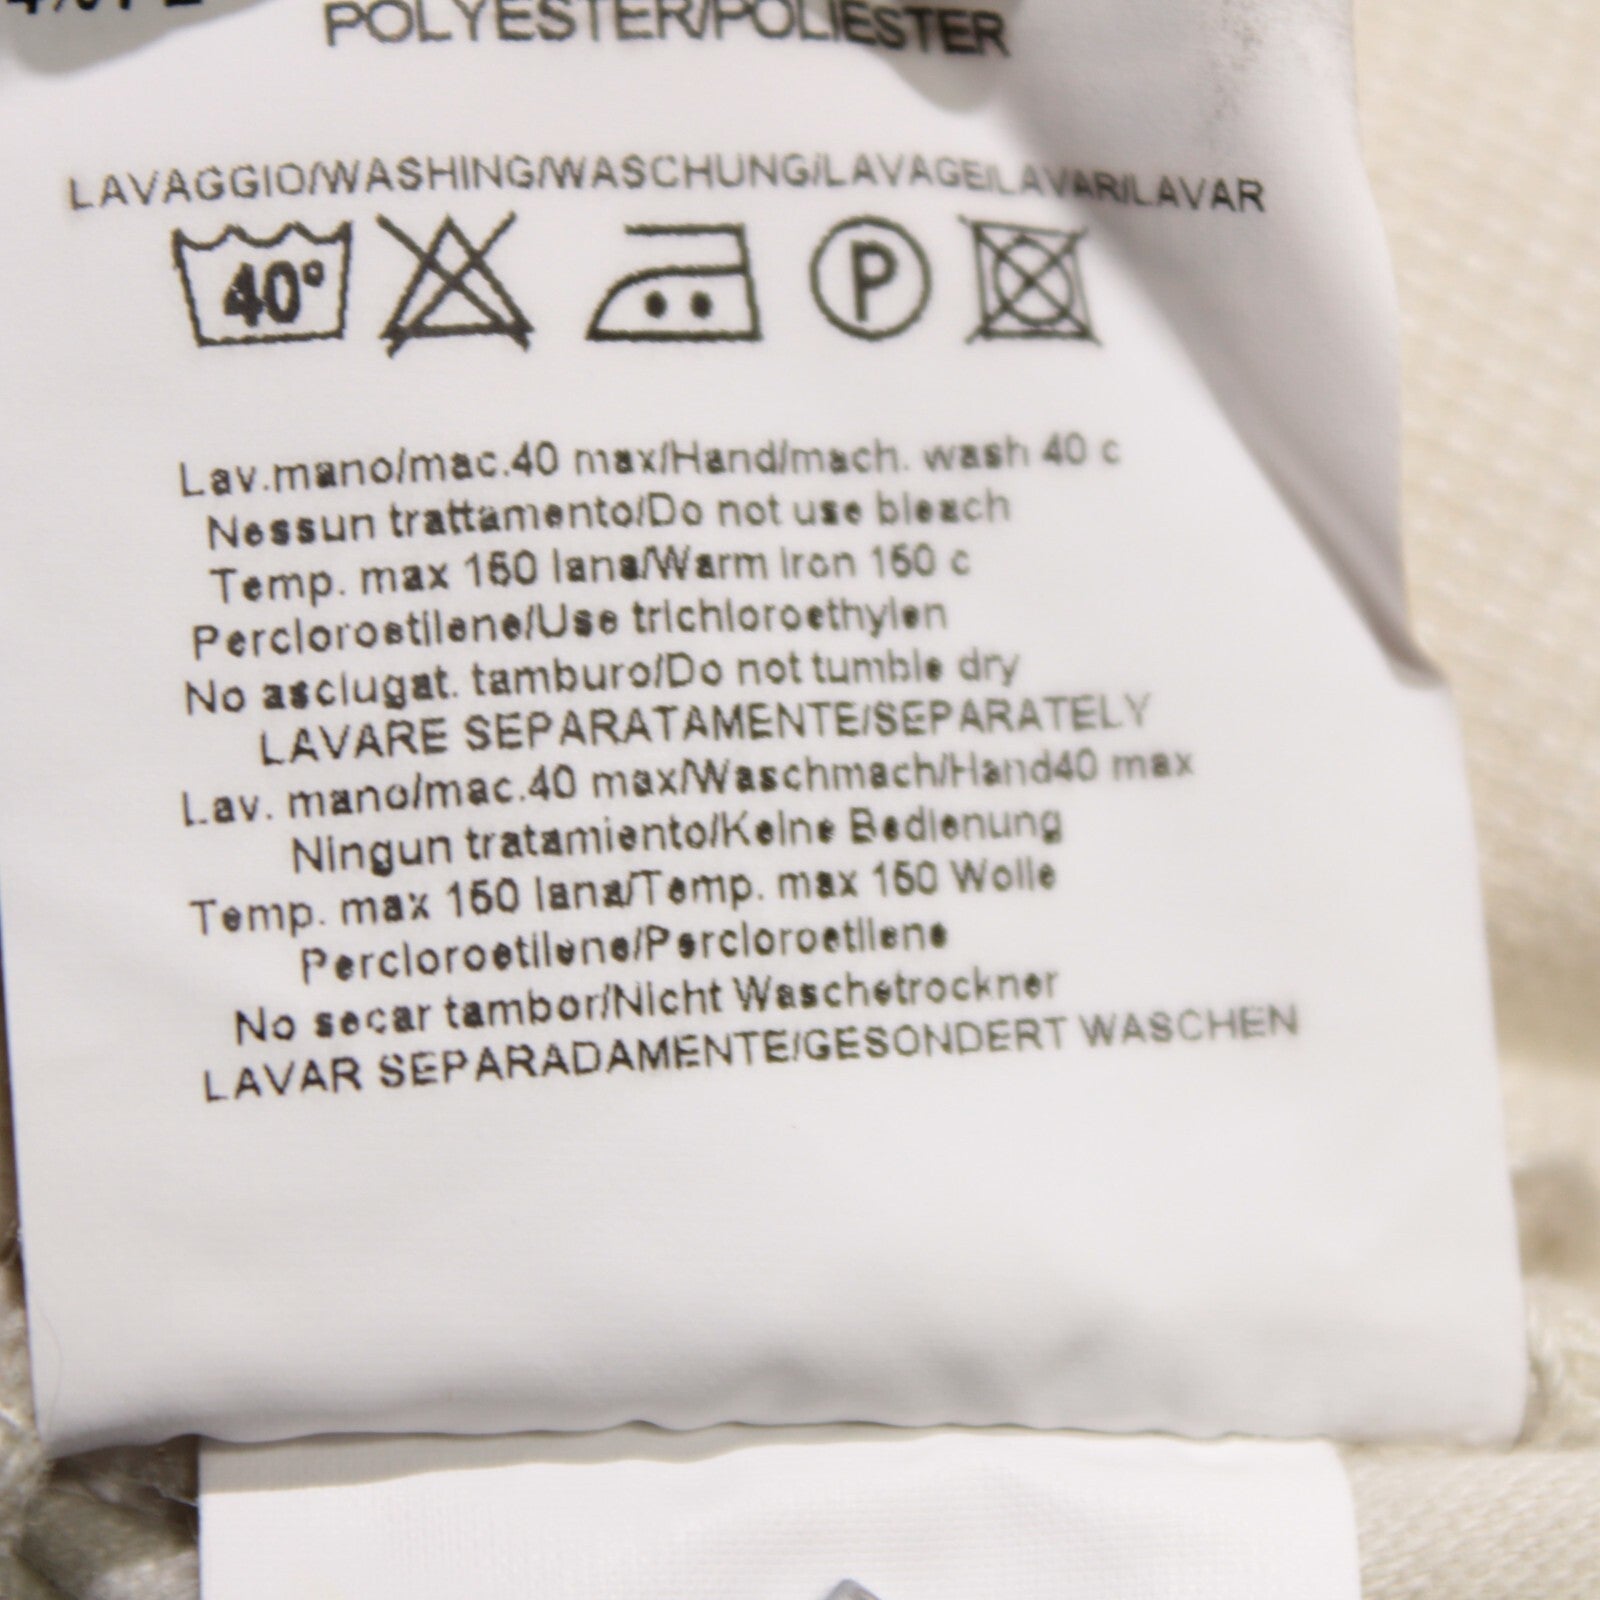 POLYESTER/POLIESTER
LAVAGGIO/WASHING/WASCHUNG/LAVAGE/LAVAR/LAVAR
40°
P
Lav.mano/mac.40 max/Hand/mach. wash 40 c
Nessun trattamento/Do not use bleach
Temp. max 150 lana/Warm iron 150 c
Percloroetilene/Use trichloroethylen
No asciugat. tamburo/Do not tumble dry
LAVARE SEPARATAMENTE/SEPARATELY
Lav. mano/mac.40 max/Waschmach/Hand40 max
Ningun tratamiento/Keine Bedienung
Temp. max 150 lana/Temp. max 150 Wolle
Percloroetilene/Percloroetilene
No secar tambor/Nicht Waschetrockner
LAVAR SEPARADAMENTE/GESONDERT WASCHEN